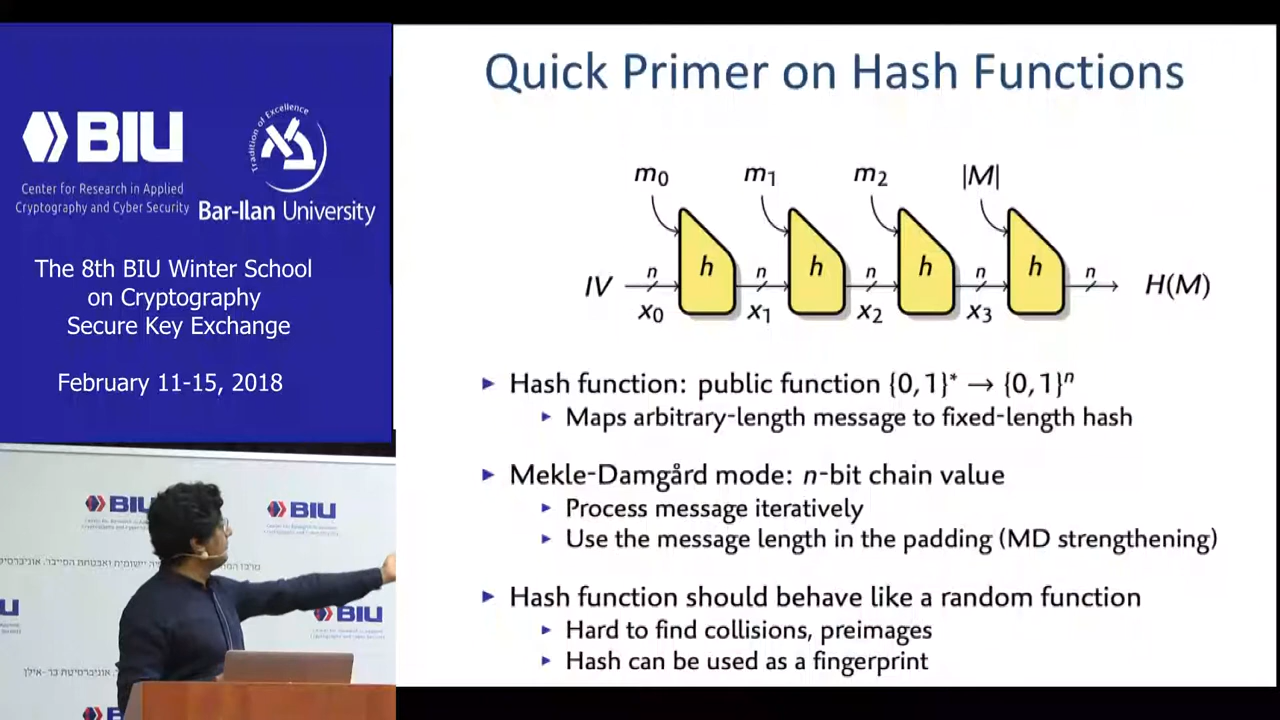 BIU
Center for Research in Applied
Cryptography and Cyber Security
Tradition of Excellence
Bar-Ilan University
The 8th BIU Winter School
on Cryptography
Secure Key Exchange
February 11-15, 2018
Quick Primer on Hash Functions
m₀ m₁ m₂ |M|
h h h h
IV n n n n n H(M)
x₀ x₁ x₂ x₃
▶ Hash function: public function {0, 1}* → {0, 1}ⁿ
▶ Maps arbitrary-length message to fixed-length hash
▶ Mekle-Damgård mode: n-bit chain value
▶ Process message iteratively
▶ Use the message length in the padding (MD strengthening)
▶ Hash function should behave like a random function
▶ Hard to find collisions, preimages
▶ Hash can be used as a fingerprint
BIU
BIU
BIU